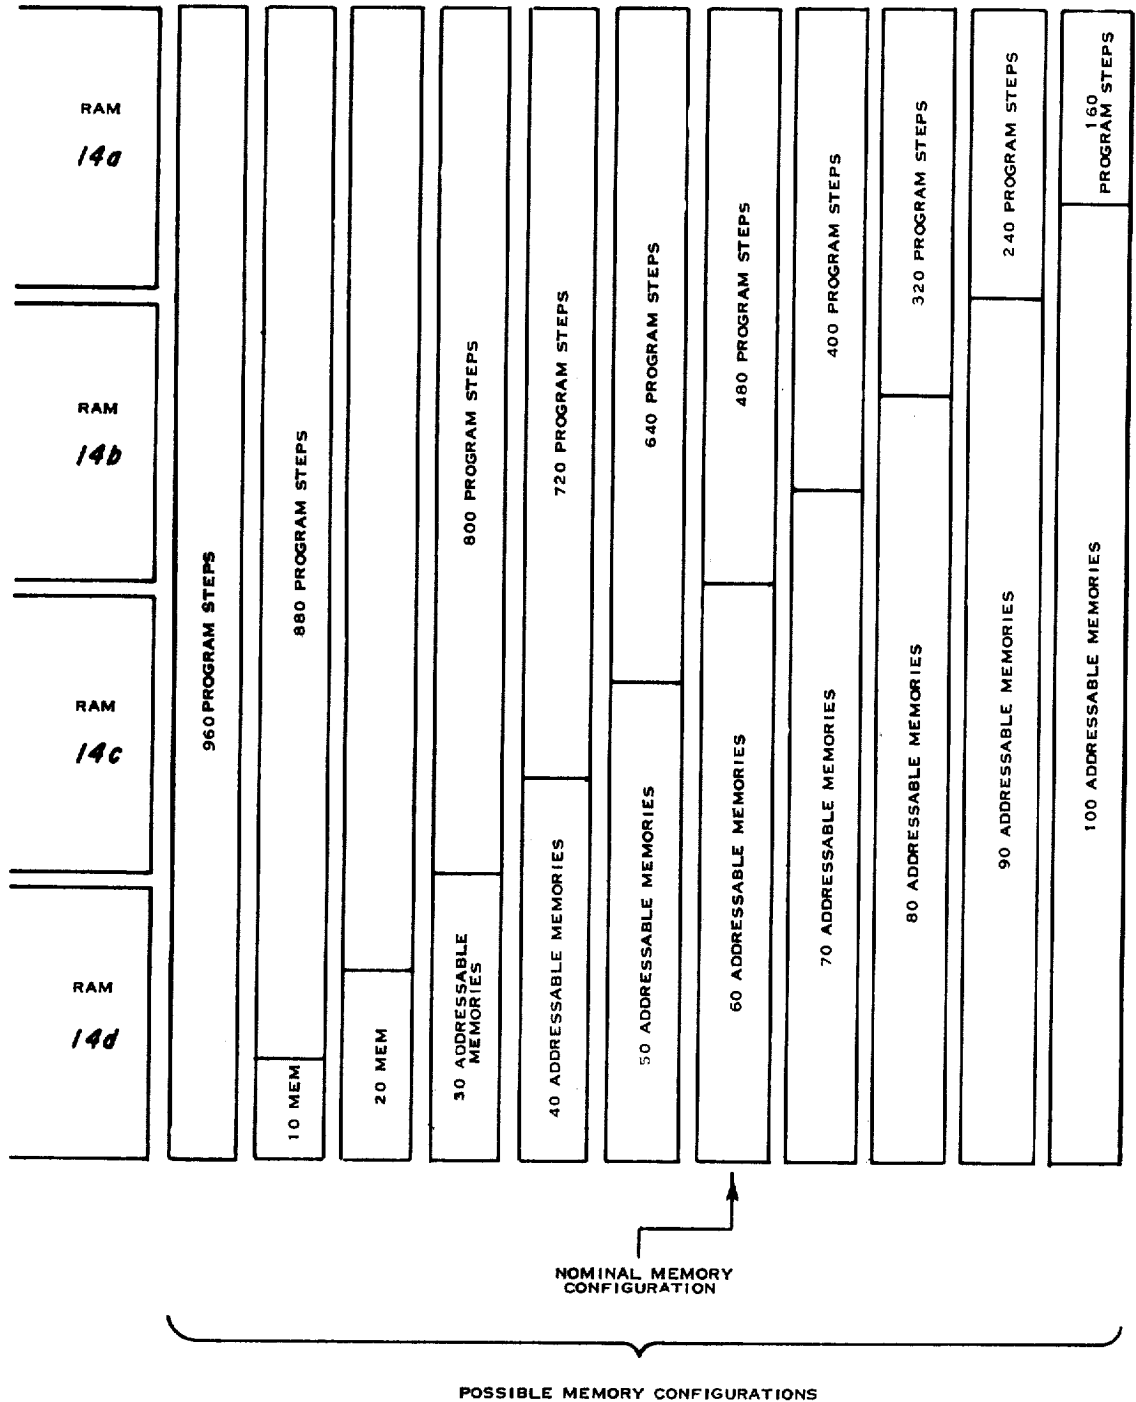 RAM
14a
RAM
14b
RAM
14c
RAM
14d
960 PROGRAM STEPS
880 PROGRAM STEPS
10 MEM
20 MEM
800 PROGRAM STEPS
30 ADDRESSABLE
MEMORIES
720 PROGRAM STEPS
40 ADDRESSABLE MEMORIES
640 PROGRAM STEPS
50 ADDRESSABLE MEMORIES
480 PROGRAM STEPS
60 ADDRESSABLE MEMORIES
400 PROGRAM STEPS
70 ADDRESSABLE MEMORIES
320 PROGRAM STEPS
80 ADDRESSABLE MEMORIES
240 PROGRAM STEPS
90 ADDRESSABLE MEMORIES
160
PROGRAM STEPS
100 ADDRESSABLE MEMORIES
NOMINAL MEMORY
CONFIGURATION
POSSIBLE MEMORY CONFIGURATIONS